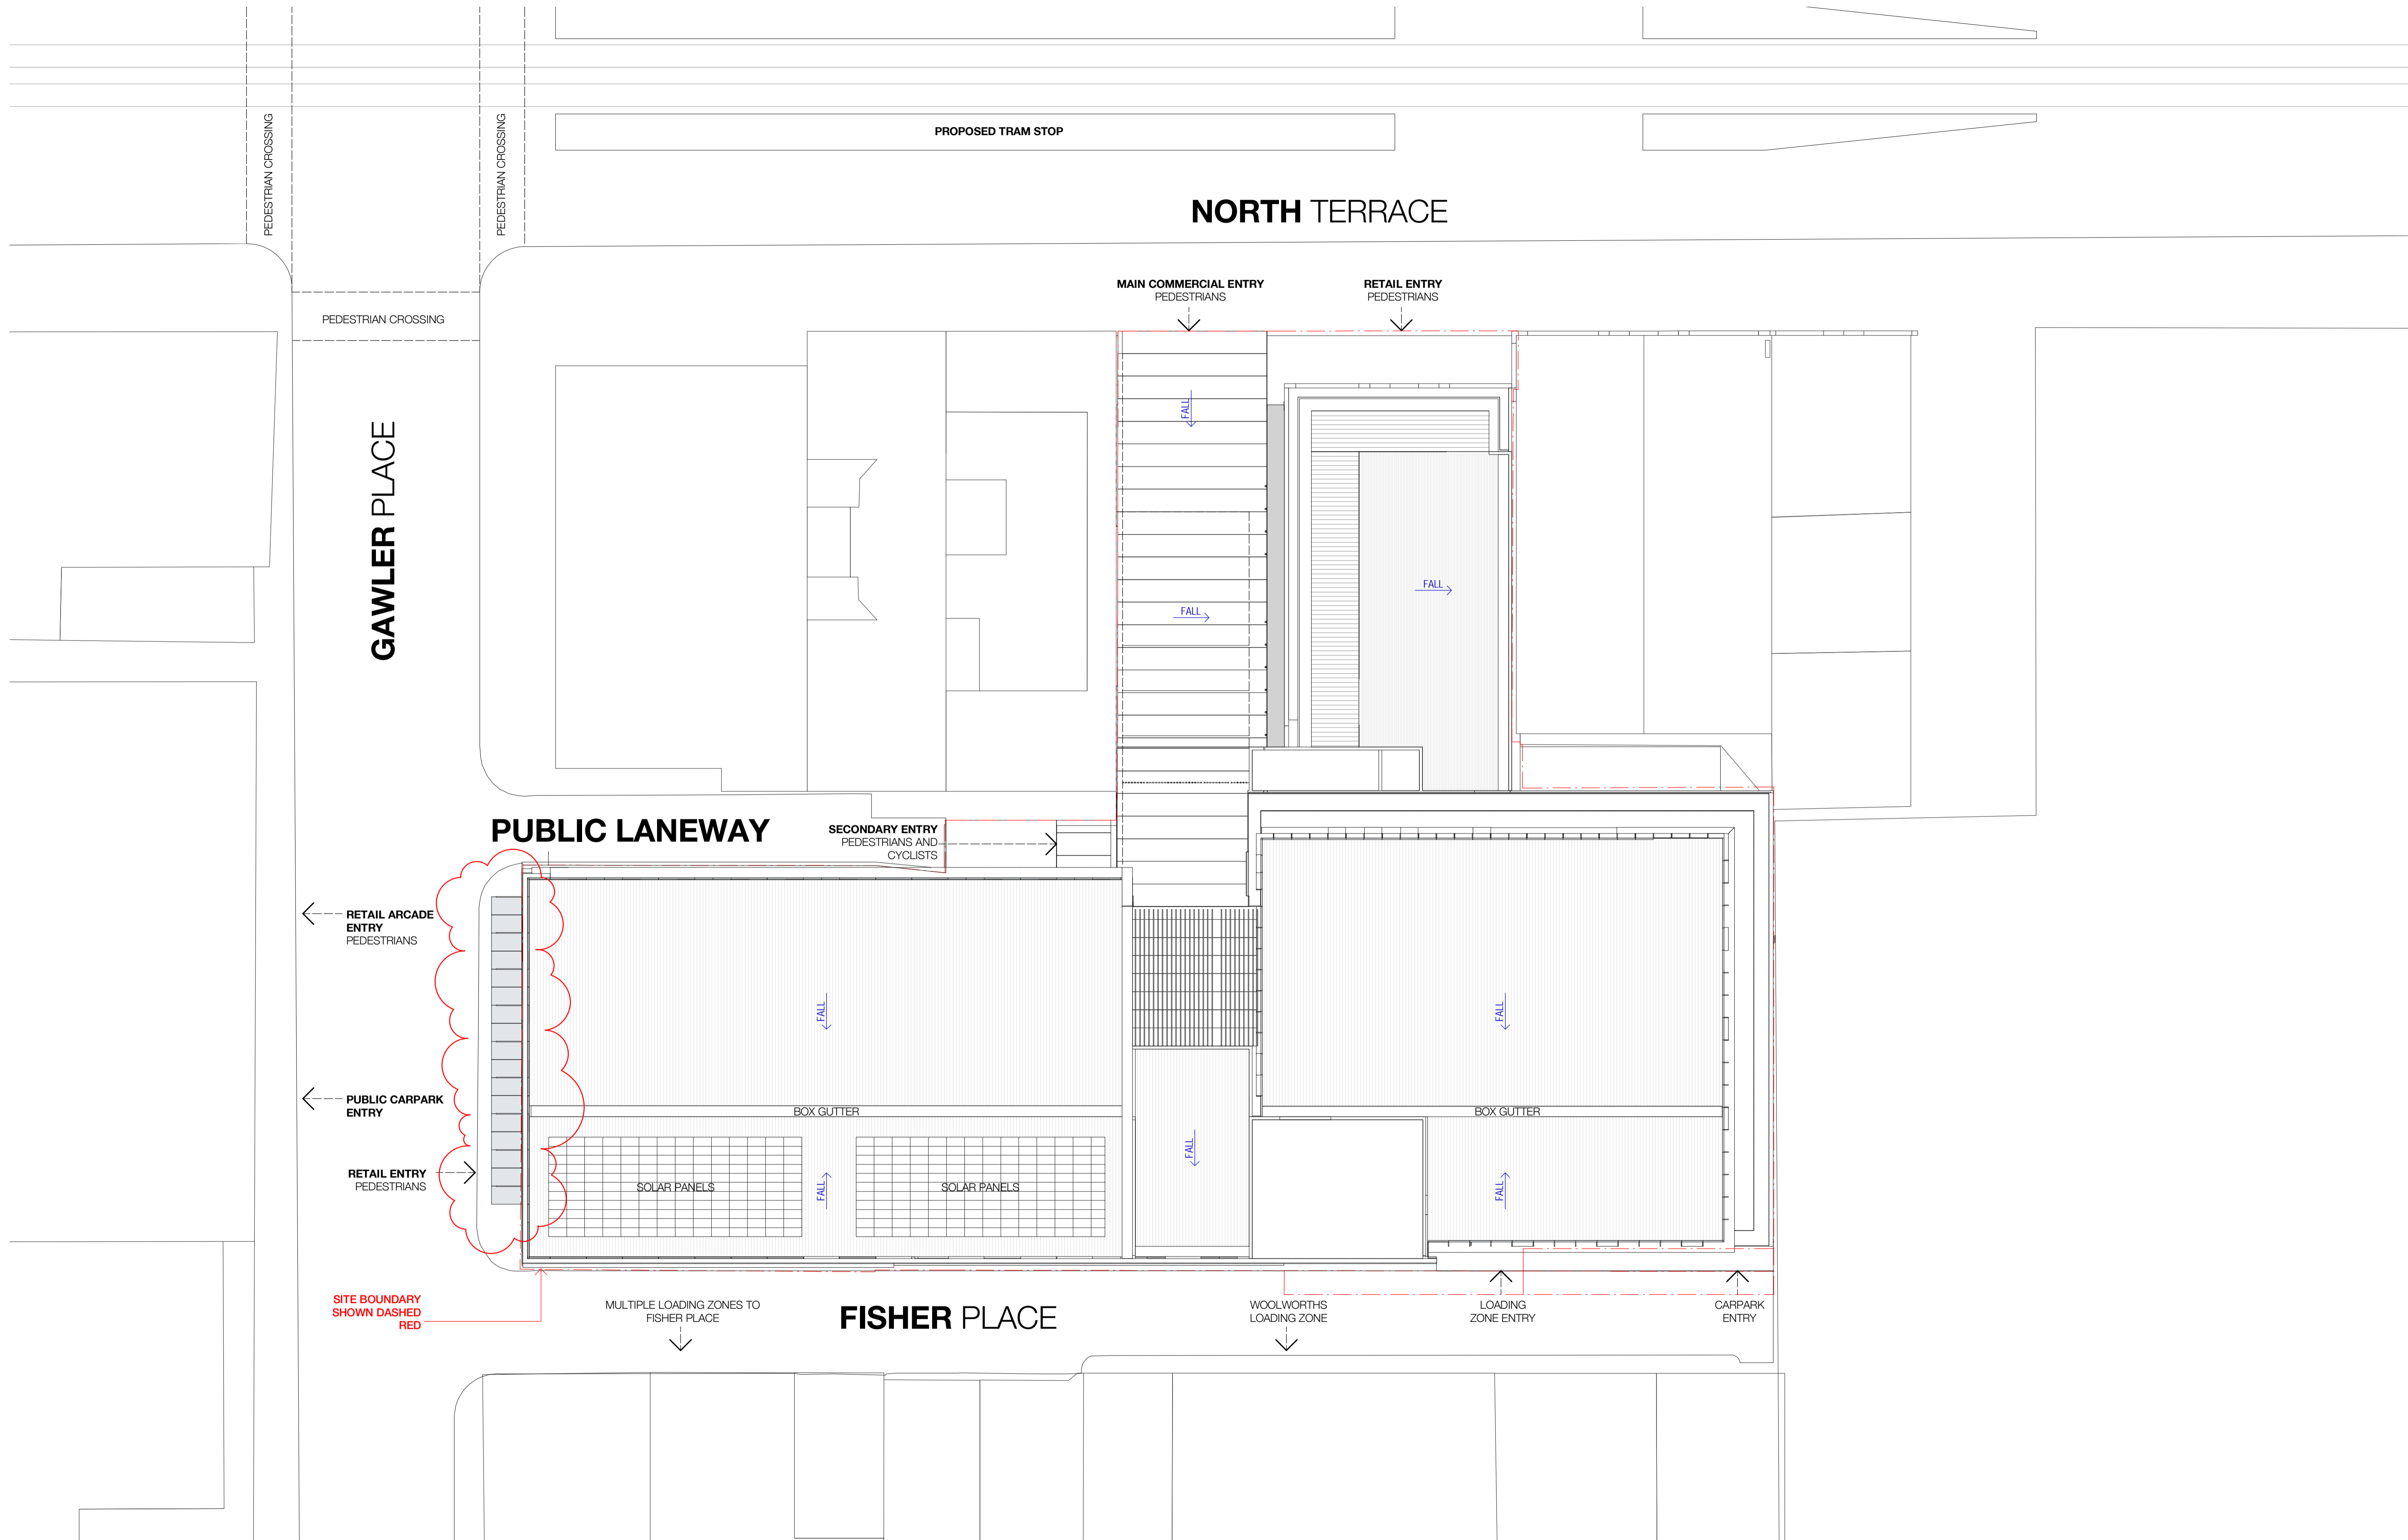 PEDESTRIAN CROSSING
PEDESTRIAN CROSSING
PROPOSED TRAM STOP
NORTH TERRACE
MAIN COMMERCIAL ENTRY
PEDESTRIANS
RETAIL ENTRY
PEDESTRIANS
PEDESTRIAN CROSSING
FALL
GAWLER PLACE
FALL
FALL
PUBLIC LANEWAY
SECONDARY ENTRY
PEDESTRIANS AND
CYCLISTS
RETAIL ARCADE
ENTRY
PEDESTRIANS
FALL
FALL
PUBLIC CARPARK
ENTRY
BOX GUTTER
BOX GUTTER
FALL
RETAIL ENTRY
PEDESTRIANS
SOLAR PANELS
FALL
SOLAR PANELS
FALL
SITE BOUNDARY
SHOWN DASHED
RED
MULTIPLE LOADING ZONES TO
FISHER PLACE
FISHER PLACE
WOOLWORTHS
LOADING ZONE
LOADING
ZONE ENTRY
CARPARK
ENTRY